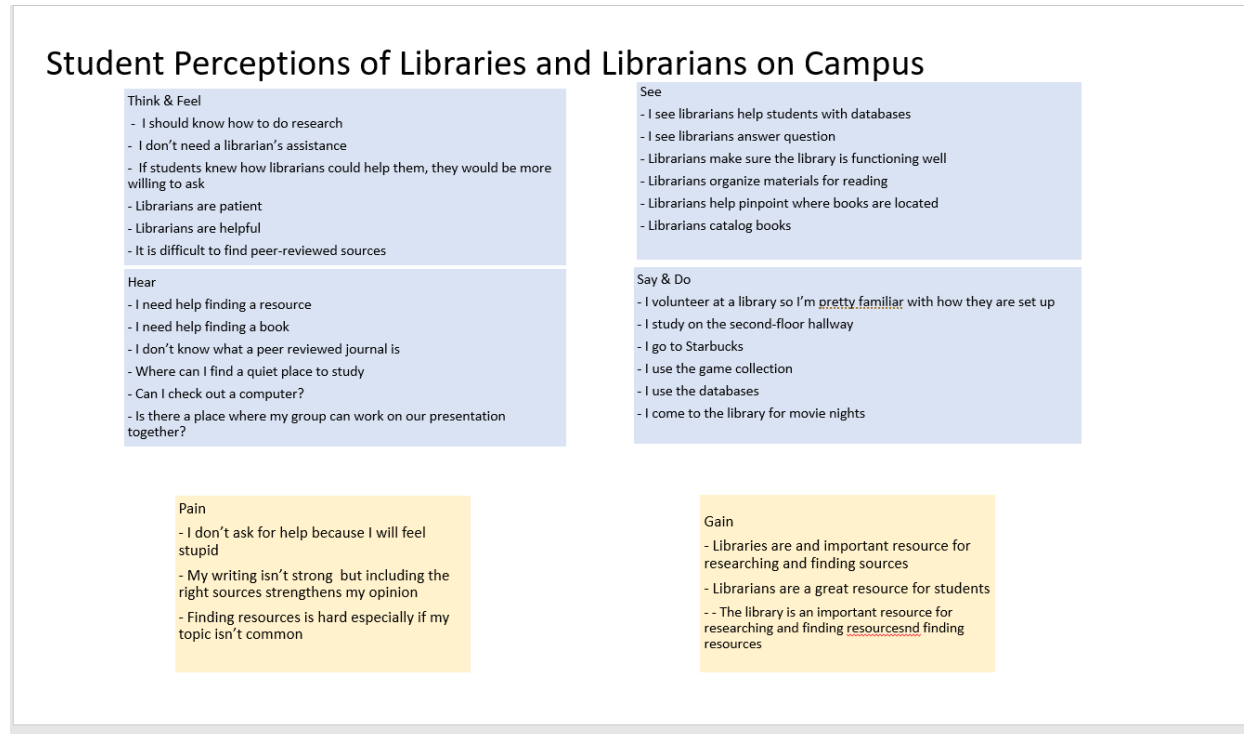 Student Perceptions of Libraries and Librarians on Campus
Think & Feel
- I should know how to do research
- I don’t need a librarian’s assistance
- If students knew how librarians could help them, they would be more
willing to ask
- Librarians are patient
- Librarians are helpful
- It is difficult to find peer-reviewed sources
See
- I see librarians help students with databases
- I see librarians answer question
- Librarians make sure the library is functioning well
- Librarians organize materials for reading
- Librarians help pinpoint where books are located
- Librarians catalog books
Hear
- I need help finding a resource
- I need help finding a book
- I don’t know what a peer reviewed journal is
- Where can I find a quiet place to study
- Can I check out a computer?
- Is there a place where my group can work on our presentation
together?
Say & Do
- I volunteer at a library so I’m pretty familiar with how they are set up
- I study on the second-floor hallway
- I go to Starbucks
- I use the game collection
- I use the databases
- I come to the library for movie nights
Pain
- I don’t ask for help because I will feel
stupid
- My writing isn’t strong but including the
right sources strengthens my opinion
- Finding resources is hard especially if my
topic isn’t common
Gain
- Libraries are and important resource for
researching and finding sources
- Librarians are a great resource for students
- - The library is an important resource for
researching and finding resourcesnd finding
resources